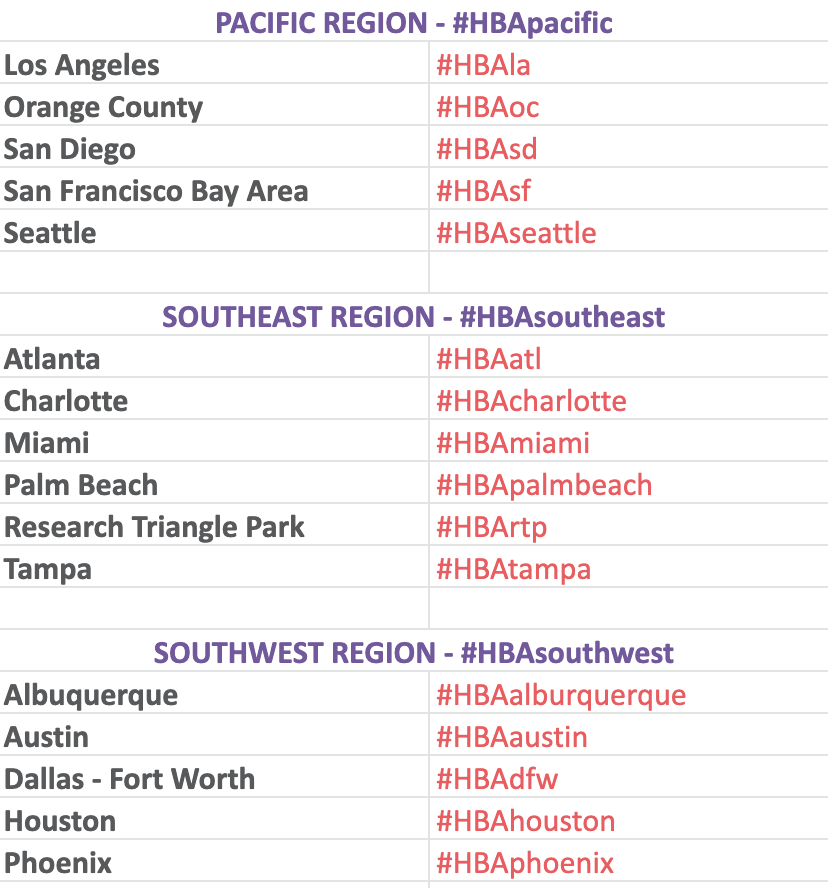 PACIFIC REGION - #HBApacific
Los Angeles #HBAla
Orange County #HBAoc
San Diego #HBAsd
San Francisco Bay Area #HBAsf
Seattle #HBAseattle
SOUTHEAST REGION - #HBAsoutheast
Atlanta #HBAatl
Charlotte #HBAcharlotte
Miami #HBAmiami
Palm Beach #HBApalmbeach
Research Triangle Park #HBArtp
Tampa #HBAtampa
SOUTHWEST REGION - #HBAsouthwest
Albuquerque #HBAalburquerque
Austin #HBAaustin
Dallas - Fort Worth #HBAdfw
Houston #HBAhouston
Phoenix #HBAphoenix